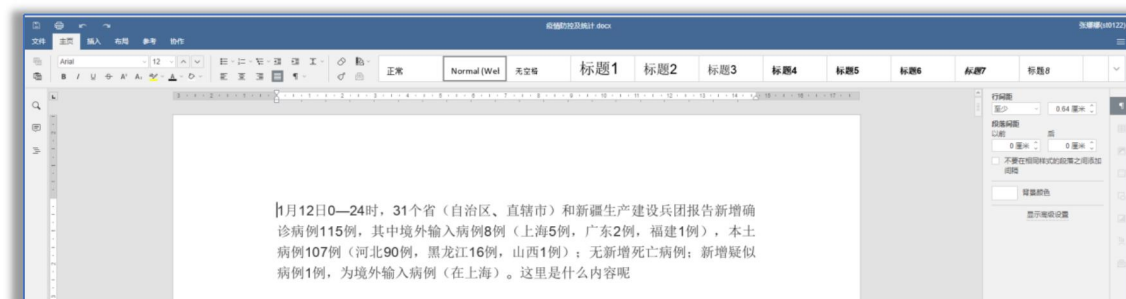 疫情防控及统计.docx
文件 主页 插入 布局 参考 协作
Arial 12
正常 Normal (Wel 无空格 标题1 标题2 标题3 标题4 标题5 标题6 标题7 标题8
行间距
至少 0.64 厘米
段落间距
以前 后
0 厘米 0 厘米
不要在相同样式的段落之间添加
间隔
背景颜色
显示高级设置
1月12日0—24时，31个省（自治区、直辖市）和新疆生产建设兵团报告新增确
诊病例115例，其中境外输入病例8例（上海5例，广东2例，福建1例），本土
病例107例（河北90例，黑龙江16例，山西1例）；无新增死亡病例；新增疑似
病例1例，为境外输入病例（在上海）。这里是什么内容呢